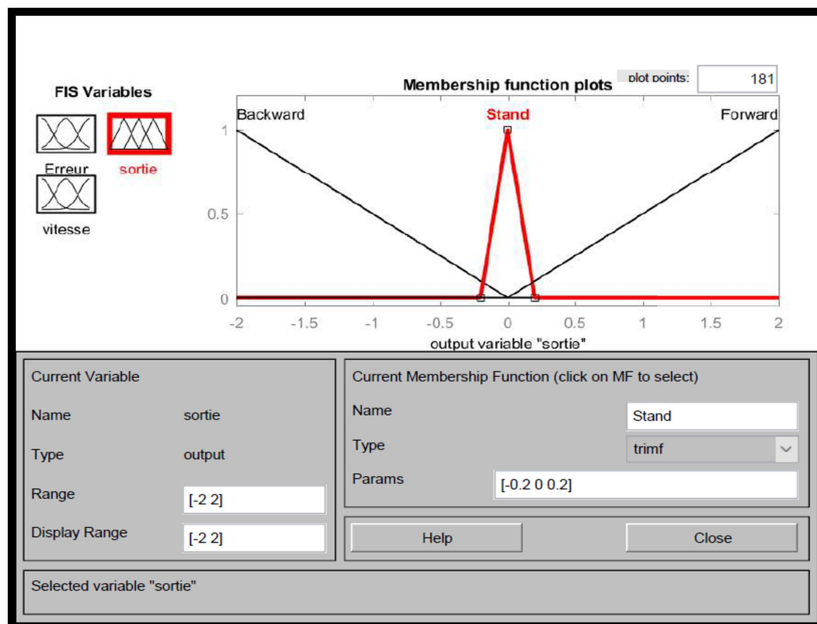 plot points: 181
Membership function plots
FIS Variables
Erreur
sortie
vitesse
Backward Stand Forward
1
0.5
0
-2 -1.5 -1 -0.5 0 0.5 1 1.5 2
output variable "sortie"
Current Variable
Name sortie
Type output
Range [-2 2]
Display Range [-2 2]
Current Membership Function (click on MF to select)
Name Stand
Type trimf
Params [-0.2 0 0.2]
Help Close
Selected variable "sortie"